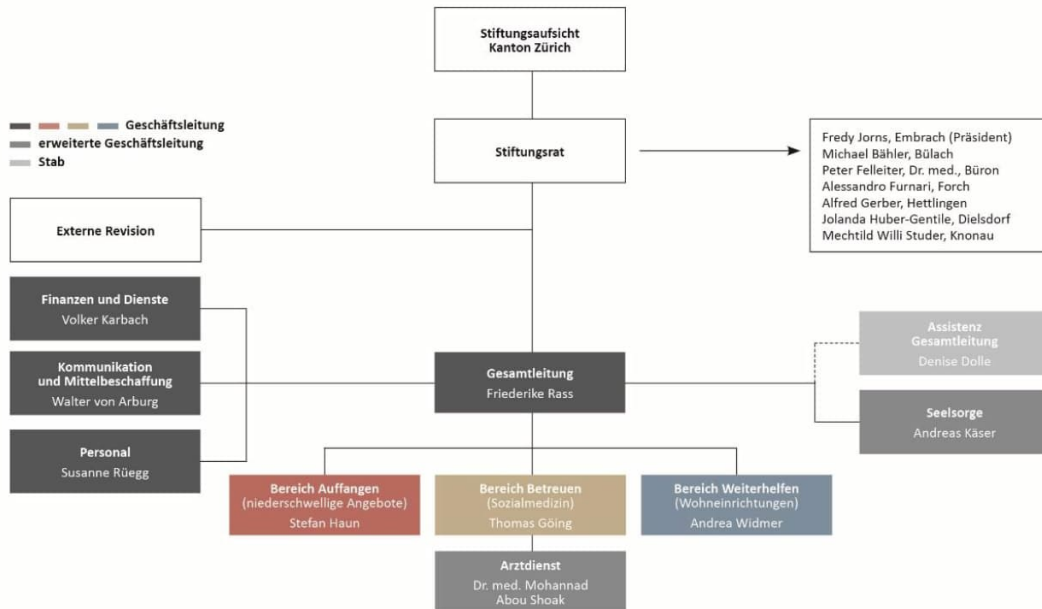 Stiftungsaufsicht
Kanton Zürich
Geschäftsleitung
erweiterte Geschäftsleitung
Stab
Stiftungsrat
Fredy Jorns, Embrach (Präsident)
Michael Bähler, Bülach
Peter Felleiter, Dr. med., Büron
Alessandro Furnari, Forch
Alfred Gerber, Hettlingen
Jolanda Huber-Gentile, Dielsdorf
Mechtild Willi Studer, Knonau
Externe Revision
Finanzen und Dienste
Volker Karbach
Kommunikation
und Mittelbeschaffung
Walter von Arburg
Personal
Susanne Rüegg
Gesamtleitung
Friederike Rass
Assistenz
Gesamtleitung
Denise Dolle
Seelsorge
Andreas Käser
Bereich Auffangen
(niederschwellige Angebote)
Stefan Haun
Bereich Betreuen
(Sozialmedizin)
Thomas Göing
Bereich Weiterhelfen
(Wohneinrichtungen)
Andrea Widmer
Arztdienst
Dr. med. Mohannad
Abou Shoak